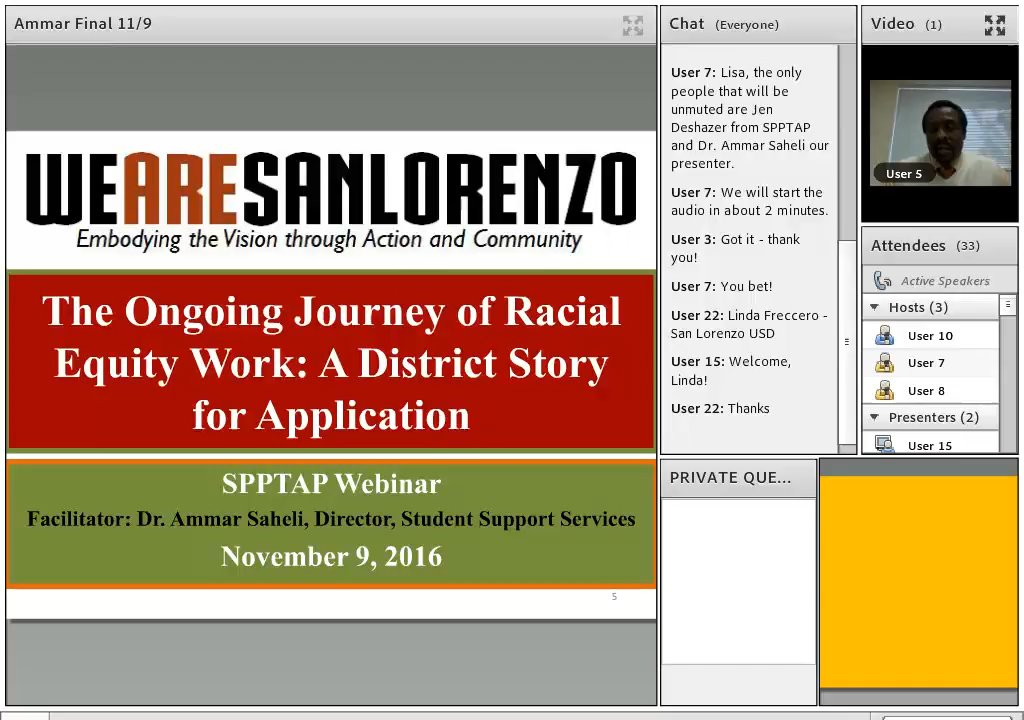 Ammar Final 11/9
WEARESANLORENZO
Embodying the Vision through Action and Community
The Ongoing Journey of Racial
Equity Work: A District Story
for Application
SPPTAP Webinar
Facilitator: Dr. Ammar Saheli, Director, Student Support Services
November 9, 2016
5
Chat (Everyone)
User 7: Lisa, the only
people that will be
unmuted are Jen
Deshazer from SPPTAP
and Dr. Ammar Saheli our
presenter.
User 7: We will start the
audio in about 2 minutes.
User 3: Got it - thank
you!
User 7: You bet!
User 22: Linda Freccero -
San Lorenzo USD
User 15: Welcome,
Linda!
User 22: Thanks
Video (1)
User 5
Attendees (33)
Active Speakers
Hosts (3)
User 10
User 7
User 8
Presenters (2)
User 15
PRIVATE QUE...